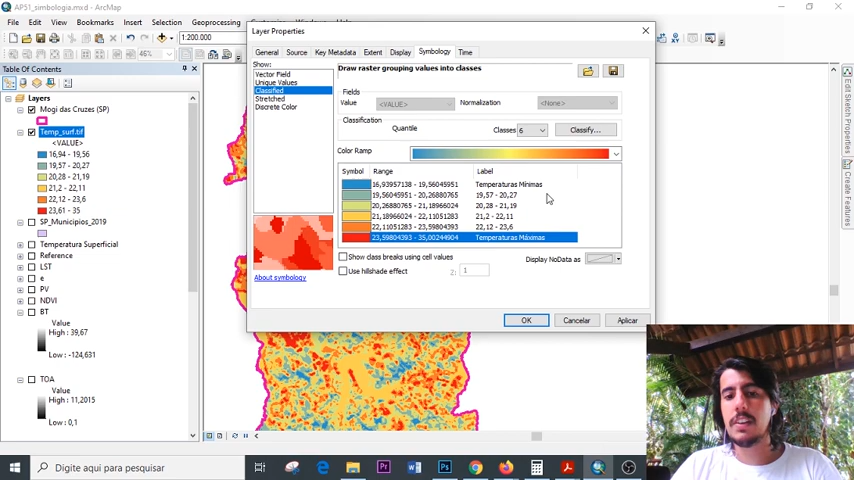 AP51_simbologia.mxd - ArcMap
File Edit View Bookmarks Insert Selection Geoprocessing
1:200.000
46%
Table Of Contents
Layers
Mogi das Cruzes (SP)
Temp_surf.tif
<VALUE>
16,94 - 19,56
19,57 - 20,27
20,28 - 21,19
21,2 - 22,11
22,12 - 23,6
23,61 - 35
SP_Municipios_2019
Temperatura Superficial
Reference
LST
e
PV
NDVI
BT
Value
High : 39,67
Low : -124,631
TOA
Value
High : 11,2015
Low : 0,1
Layer Properties
General Source Key Metadata Extent Display Symbology Time
Show:
Vector Field
Unique Values
Classified
Stretched
Discrete Color
About symbology
Draw raster grouping values into classes
Fields
Value <VALUE> Normalization <None>
Classification
Quantile Classes 6 Classify...
Color Ramp
Symbol Range Label
16,93957138 - 19,56045951 Temperaturas Mínimas
19,56045951 - 20,26880765 19,57 - 20,27
20,26880765 - 21,18966024 20,28 - 21,19
21,18966024 - 22,11051283 21,2 - 22,11
22,11051283 - 23,59804393 22,12 - 23,6
23,59804393 - 35,00244904 Temperaturas Máximas
Show class breaks using cell values
Display NoData as
Use hillshade effect Z: 1
OK Cancelar Aplicar
Edit Sketch Properties
Create Features
Digite aqui para pesquisar